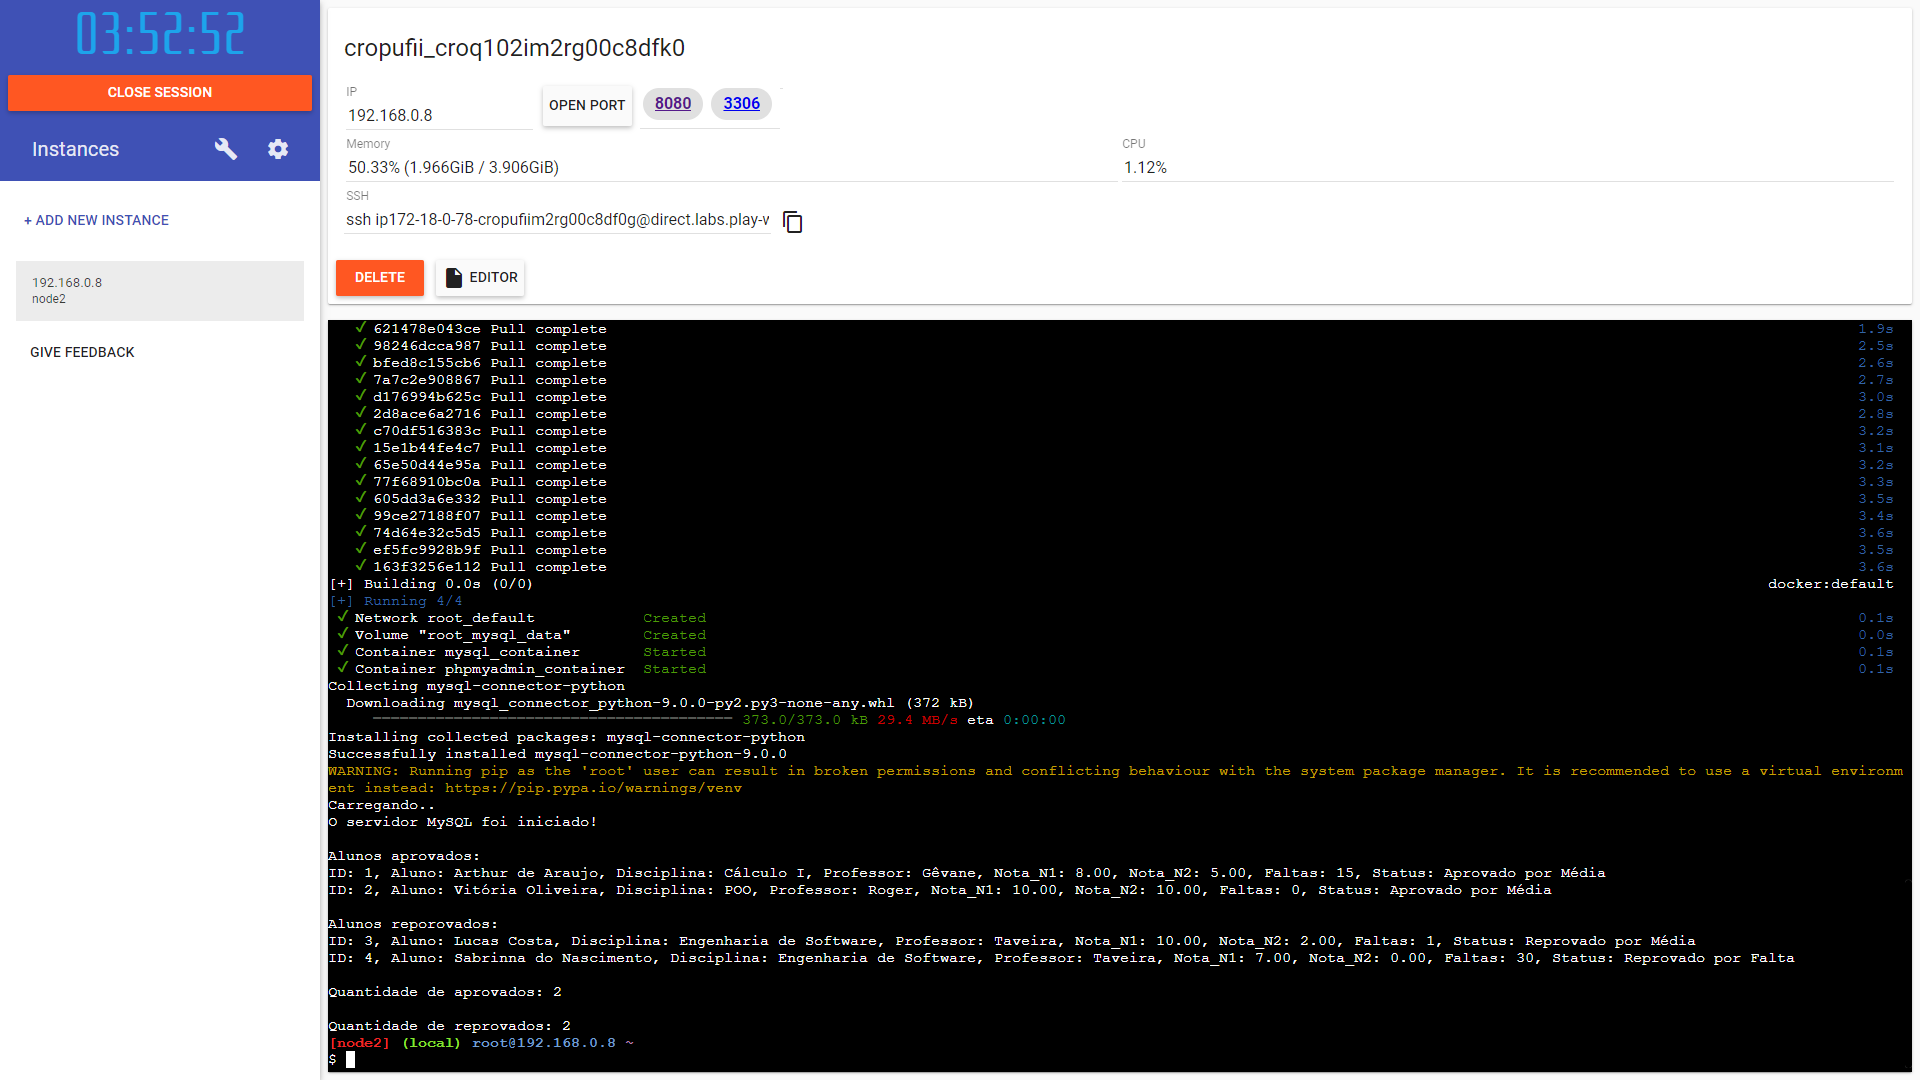 03:52:52
CLOSE SESSION
Instances
+ ADD NEW INSTANCE
192.168.0.8
node2
GIVE FEEDBACK
cropufii_croq102im2rg00c8dfk0
IP
192.168.0.8
OPEN PORT
8080
3306
Memory
50.33% (1.966GiB / 3.906GiB)
CPU
1.12%
SSH
ssh ip172-18-0-78-cropufiim2rg00c8df0g@direct.labs.play-w
DELETE
EDITOR
✓ 621478e043ce Pull complete 1.9s
✓ 98246dcca987 Pull complete 2.5s
✓ bfed8c155cb6 Pull complete 2.6s
✓ 7a7c2e908867 Pull complete 2.7s
✓ d176994b625c Pull complete 3.0s
✓ 2d8ace6a2716 Pull complete 2.8s
✓ c70df516383c Pull complete 3.2s
✓ 15e1b44fe4c7 Pull complete 3.1s
✓ 65e50d44e95a Pull complete 3.2s
✓ 77f68910bc0a Pull complete 3.3s
✓ 605dd3a6e332 Pull complete 3.5s
✓ 99ce27188f07 Pull complete 3.4s
✓ 74d64e32c5d5 Pull complete 3.6s
✓ ef5fc9928b9f Pull complete 3.5s
✓ 163f3256e112 Pull complete 3.6s
[+] Building 0.0s (0/0) docker:default
[+] Running 4/4
✓ Network root_default Created 0.1s
✓ Volume "root_mysql_data" Created 0.0s
✓ Container mysql_container Started 0.1s
✓ Container phpmyadmin_container Started 0.1s
Collecting mysql-connector-python
Downloading mysql_connector_python-9.0.0-py2.py3-none-any.whl (372 kB)
━━━━━━━━━━━━━━━━━━━━━━━━━━━━━━━━━━━━━━━━ 373.0/373.0 kB 29.4 MB/s eta 0:00:00
Installing collected packages: mysql-connector-python
Successfully installed mysql-connector-python-9.0.0
WARNING: Running pip as the 'root' user can result in broken permissions and conflicting behaviour with the system package manager. It is recommended to use a virtual environm
ent instead: https://pip.pypa.io/warnings/venv
Carregando..
O servidor MySQL foi iniciado!
Alunos aprovados:
ID: 1, Aluno: Arthur de Araujo, Disciplina: Cálculo I, Professor: Gêvane, Nota_N1: 8.00, Nota_N2: 5.00, Faltas: 15, Status: Aprovado por Média
ID: 2, Aluno: Vitória Oliveira, Disciplina: POO, Professor: Roger, Nota_N1: 10.00, Nota_N2: 10.00, Faltas: 0, Status: Aprovado por Média
Alunos reporovados:
ID: 3, Aluno: Lucas Costa, Disciplina: Engenharia de Software, Professor: Taveira, Nota_N1: 10.00, Nota_N2: 2.00, Faltas: 1, Status: Reprovado por Média
ID: 4, Aluno: Sabrinna do Nascimento, Disciplina: Engenharia de Software, Professor: Taveira, Nota_N1: 7.00, Nota_N2: 0.00, Faltas: 30, Status: Reprovado por Falta
Quantidade de aprovados: 2
Quantidade de reprovados: 2
[node2] (local) root@192.168.0.8 ~
$